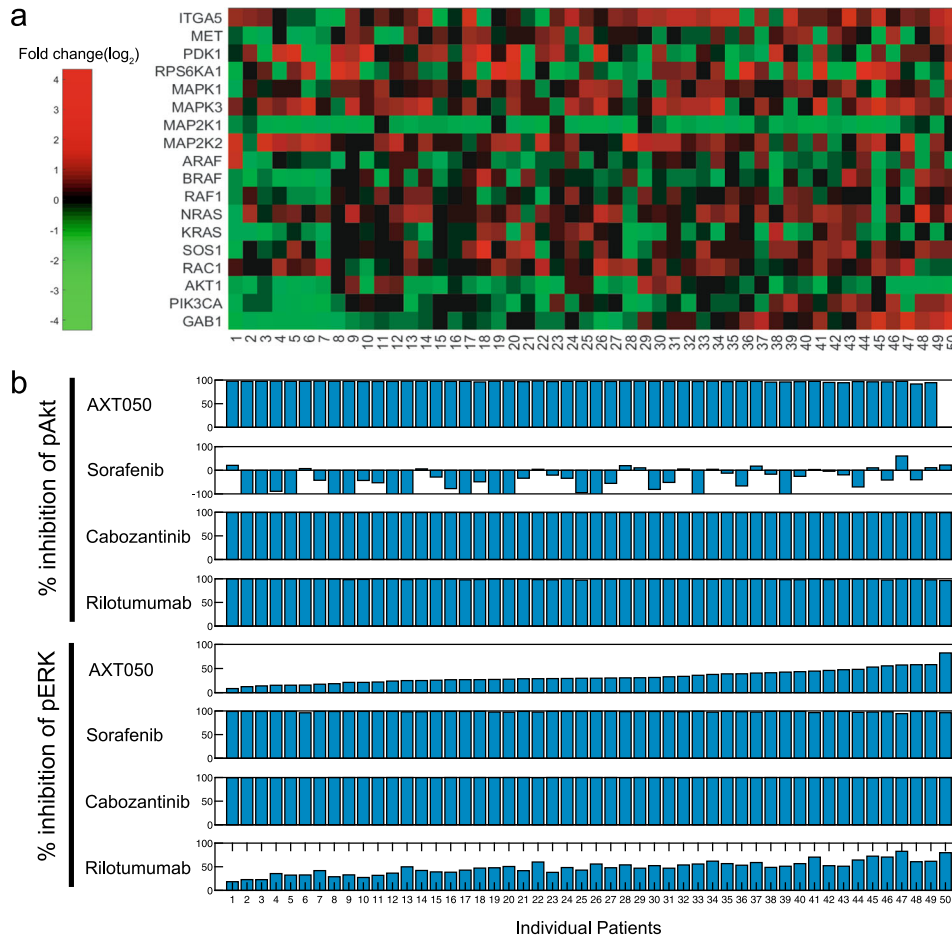 a
Fold change(log2)
4
3
2
1
0
-1
-2
-3
-4
ITGA5
MET
PDK1
RPS6KA1
MAPK1
MAPK3
MAP2K1
MAP2K2
ARAF
BRAF
RAF1
NRAS
KRAS
SOS1
RAC1
AKT1
PIK3CA
GAB1
1 2 3 4 5 6 7 8 9 10 11 12 13 14 15 16 17 18 19 20 21 22 23 24 25 26 27 28 29 30 31 32 33 34 35 36 37 38 39 40 41 42 43 44 45 46 47 48 49 50
b
% inhibition of pAkt
AXT050
100
50
0
Sorafenib
100
0
-100
Cabozantinib
100
50
0
Rilotumumab
100
50
0
% inhibition of pERK
AXT050
100
50
0
Sorafenib
100
50
0
Cabozantinib
100
50
0
Rilotumumab
100
50
0
1 2 3 4 5 6 7 8 9 10 11 12 13 14 15 16 17 18 19 20 21 22 23 24 25 26 27 28 29 30 31 32 33 34 35 36 37 38 39 40 41 42 43 44 45 46 47 48 49 50
Individual Patients